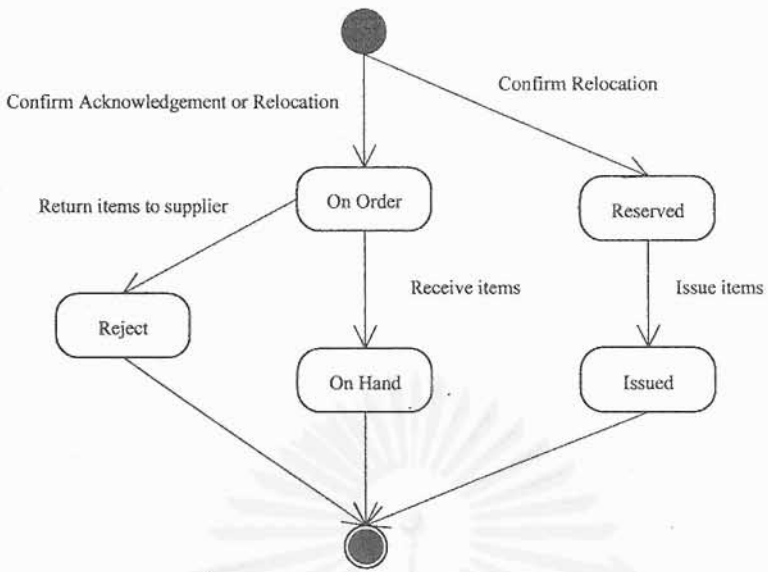 Confirm Relocation
Confirm Acknowledgement or Relocation
On Order
Reserved
Return items to supplier
Receive items
Issue items
Reject
On Hand
Issued